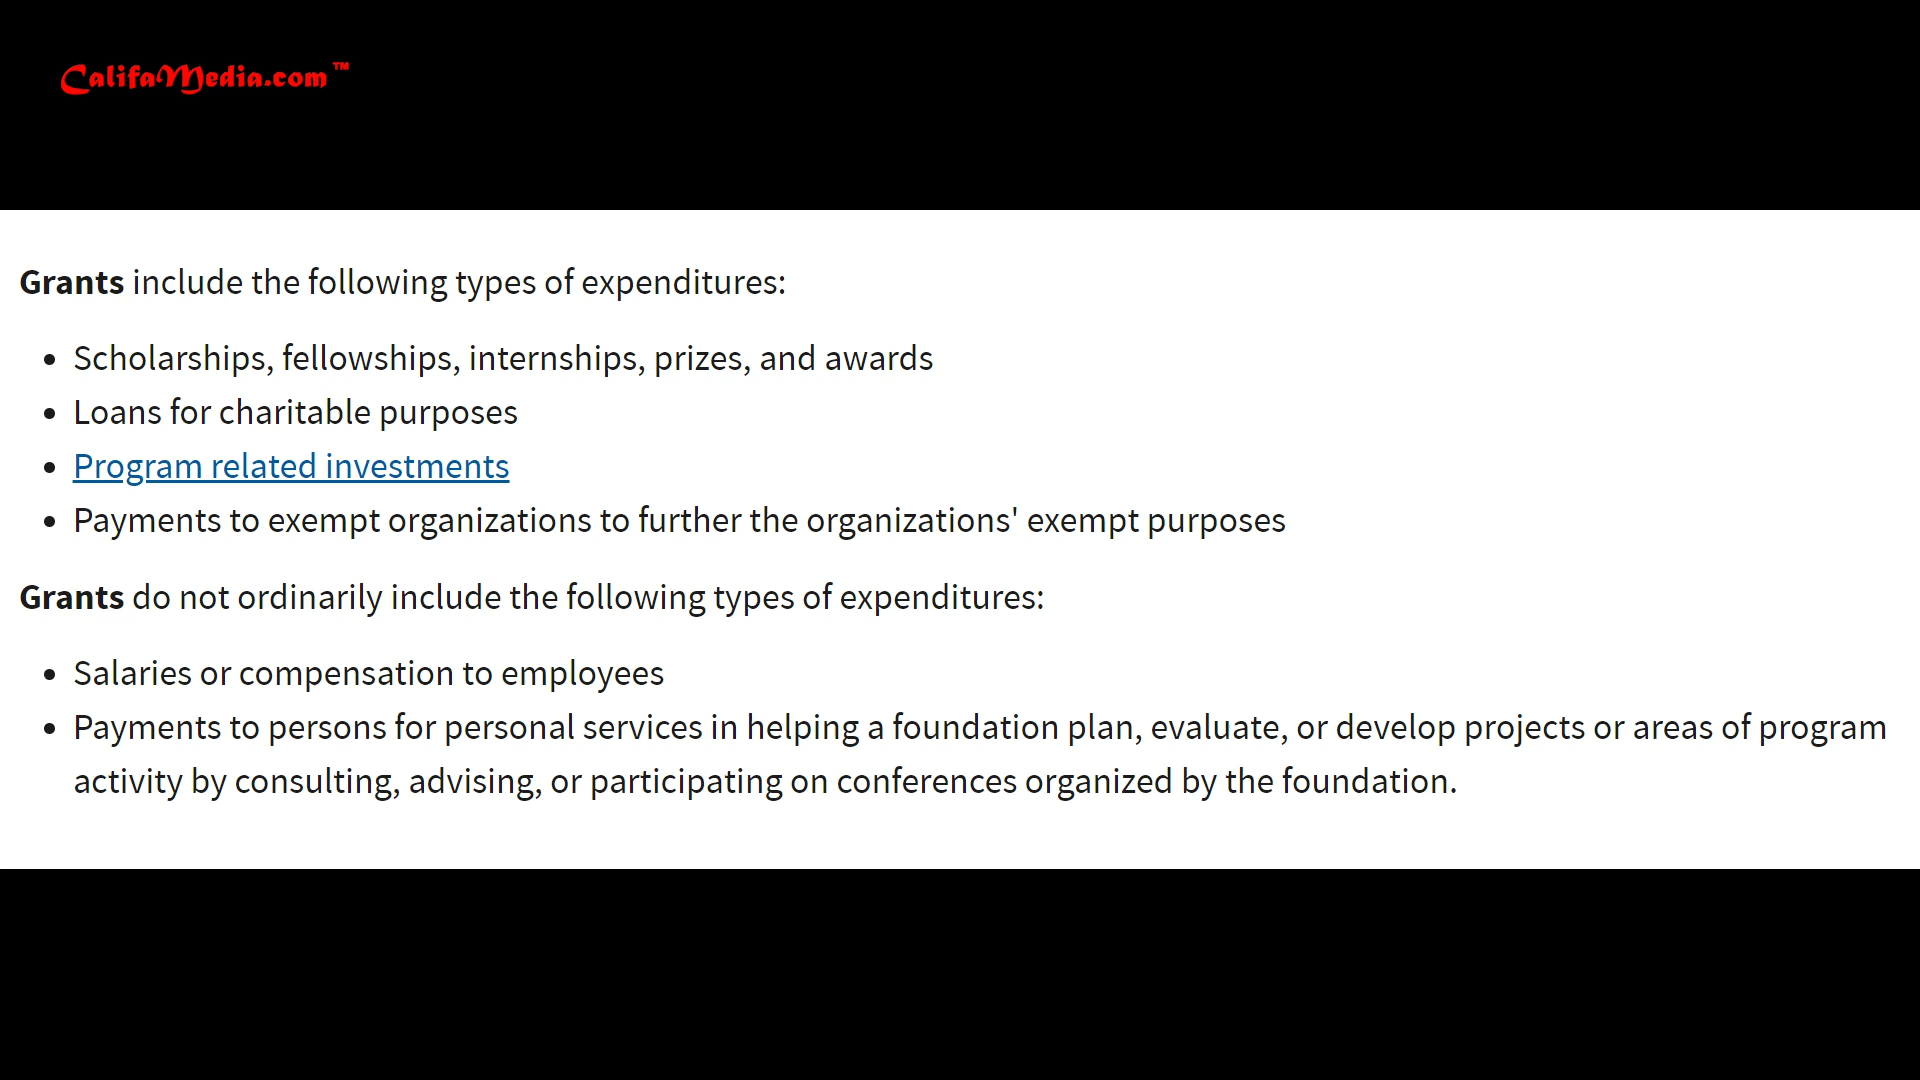 CalifaMedia.com™
Grants include the following types of expenditures:
• Scholarships, fellowships, internships, prizes, and awards
• Loans for charitable purposes
• Program related investments
• Payments to exempt organizations to further the organizations' exempt purposes
Grants do not ordinarily include the following types of expenditures:
• Salaries or compensation to employees
• Payments to persons for personal services in helping a foundation plan, evaluate, or develop projects or areas of program
activity by consulting, advising, or participating on conferences organized by the foundation.